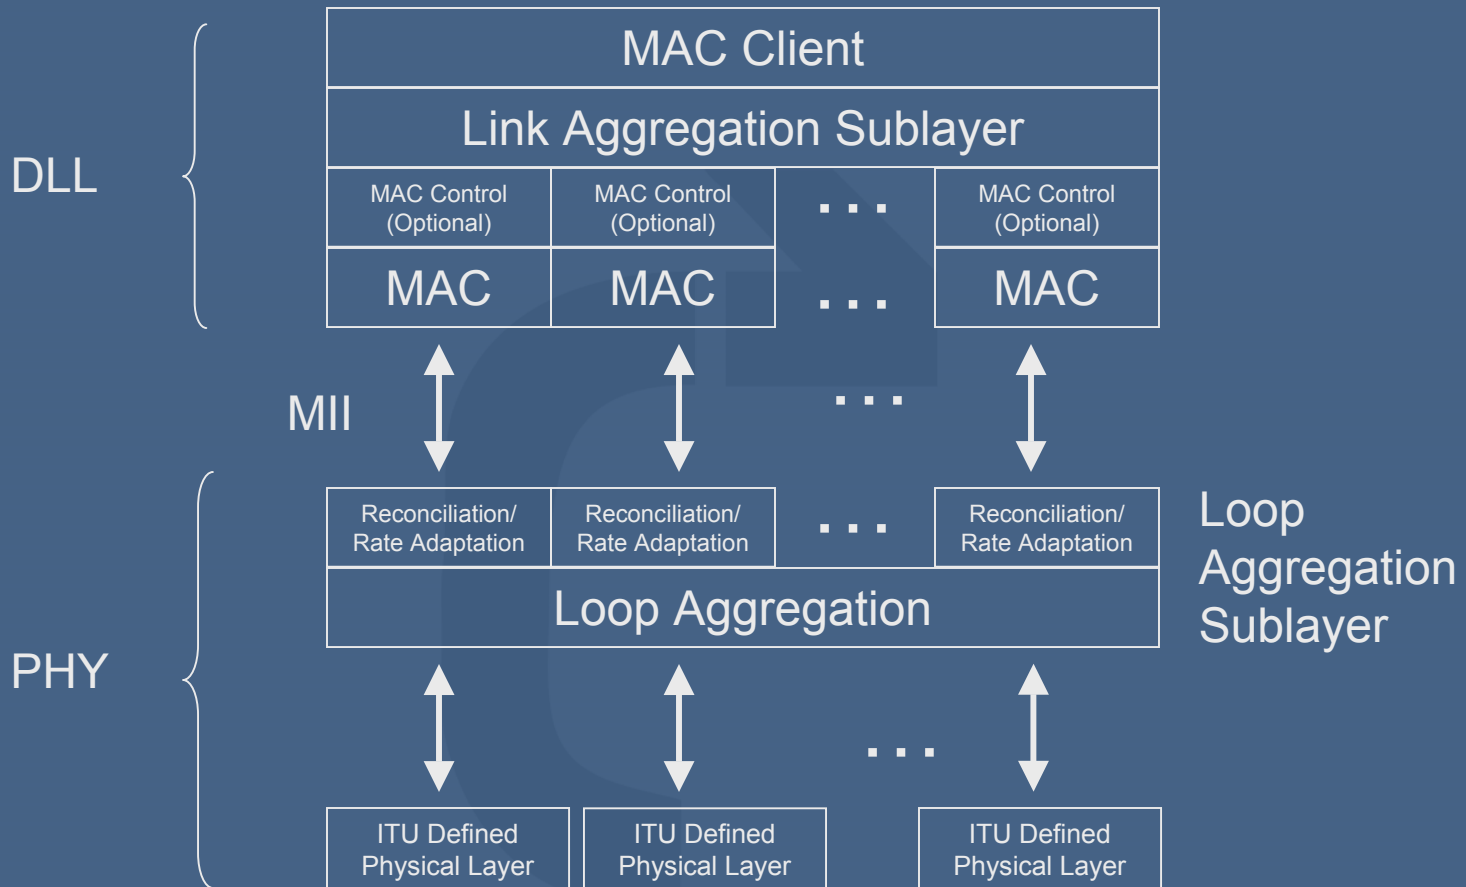 MAC Client
Link Aggregation Sublayer
DLL
MAC Control
(Optional)
MAC Control
(Optional)
...
MAC Control
(Optional)
MAC
MAC
...
MAC
MII
...
Reconciliation/
Rate Adaptation
Reconciliation/
Rate Adaptation
...
Reconciliation/
Rate Adaptation
Loop
Aggregation
Sublayer
Loop Aggregation
PHY
...
ITU Defined
Physical Layer
ITU Defined
Physical Layer
ITU Defined
Physical Layer